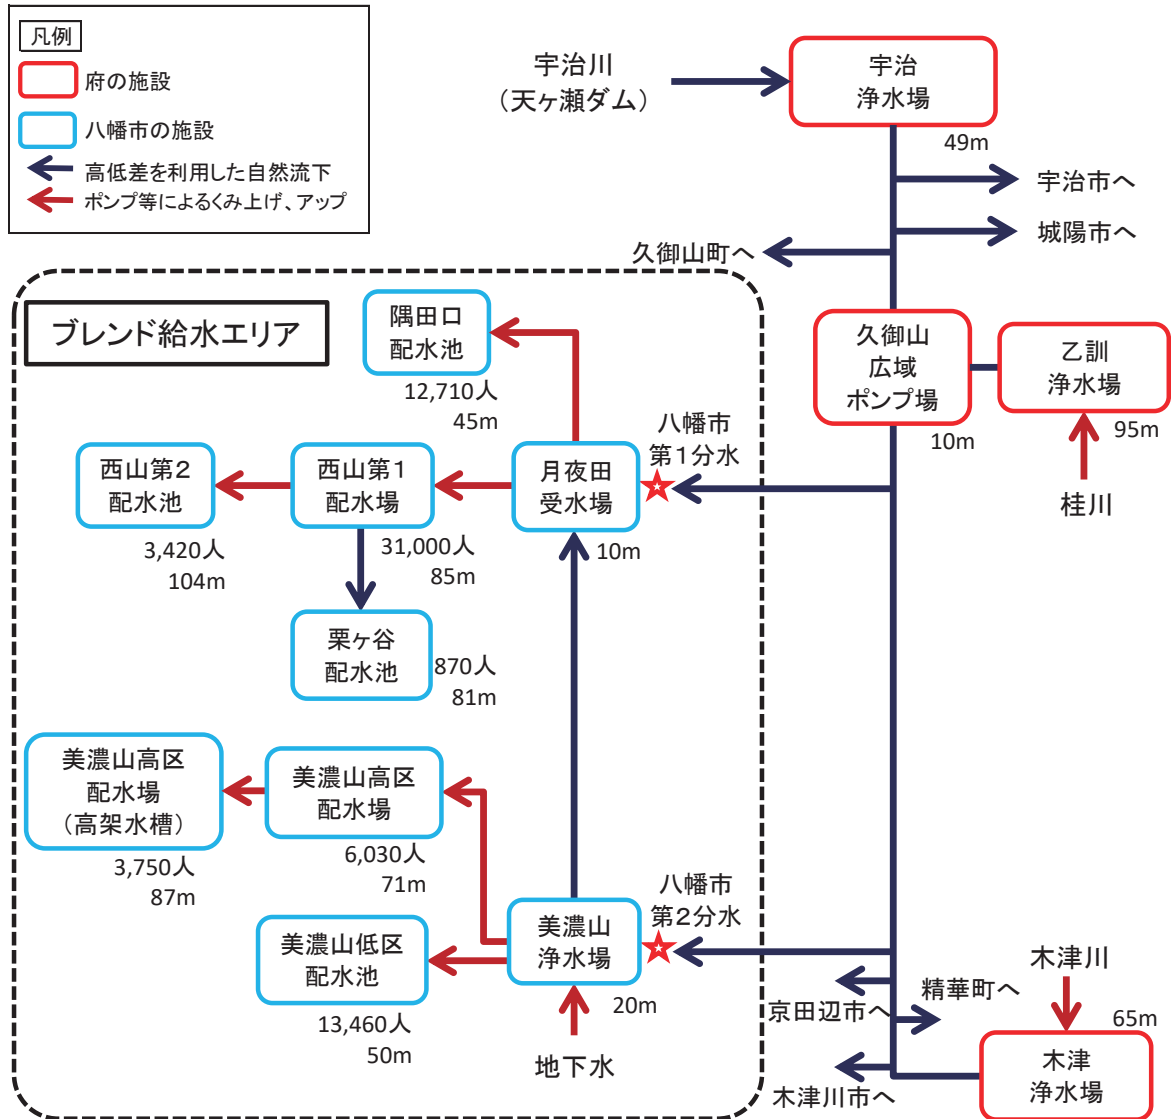 凡例
府の施設
八幡市の施設
高低差を利用した自然流下
ポンプ等によるくみ上げ、アップ
宇治川
（天ヶ瀬ダム）
宇治
浄水場
49m
宇治市へ
城陽市へ
久御山町へ
ブレンド給水エリア
隅田口
配水池
12,710人
45m
久御山
広域
ポンプ場
10m
乙訓
浄水場
95m
桂川
八幡市
第１分水
西山第２
配水池
3,420人
104m
西山第１
配水場
31,000人
85m
月夜田
受水場
10m
栗ヶ谷
配水池
870人
81m
美濃山高区
配水場
（高架水槽）
3,750人
87m
美濃山高区
配水場
6,030人
71m
八幡市
第２分水
美濃山低区
配水池
13,460人
50m
美濃山
浄水場
20m
地下水
京田辺市へ
精華町へ
木津川
65m
木津
浄水場
木津川市へ